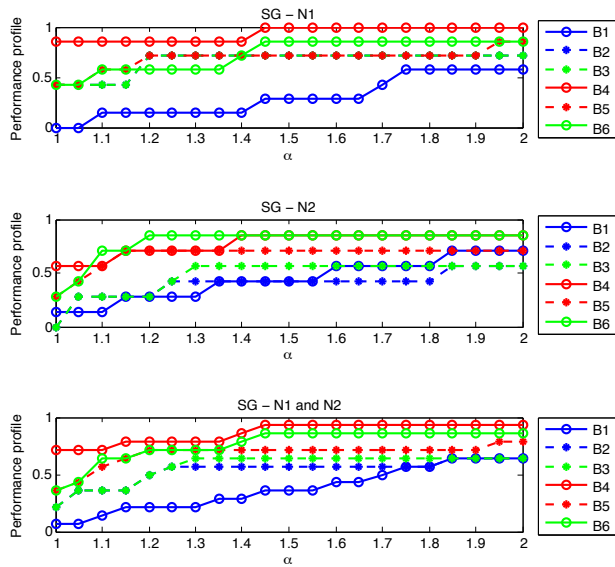 SG – N1
Performance profile
1
0.5
0
1 1.1 1.2 1.3 1.4 1.5 1.6 1.7 1.8 1.9 2
α
B1
B2
B3
B4
B5
B6
SG – N2
Performance profile
1
0.5
0
1 1.1 1.2 1.3 1.4 1.5 1.6 1.7 1.8 1.9 2
α
B1
B2
B3
B4
B5
B6
SG – N1 and N2
Performance profile
1
0.5
0
1 1.1 1.2 1.3 1.4 1.5 1.6 1.7 1.8 1.9 2
α
B1
B2
B3
B4
B5
B6